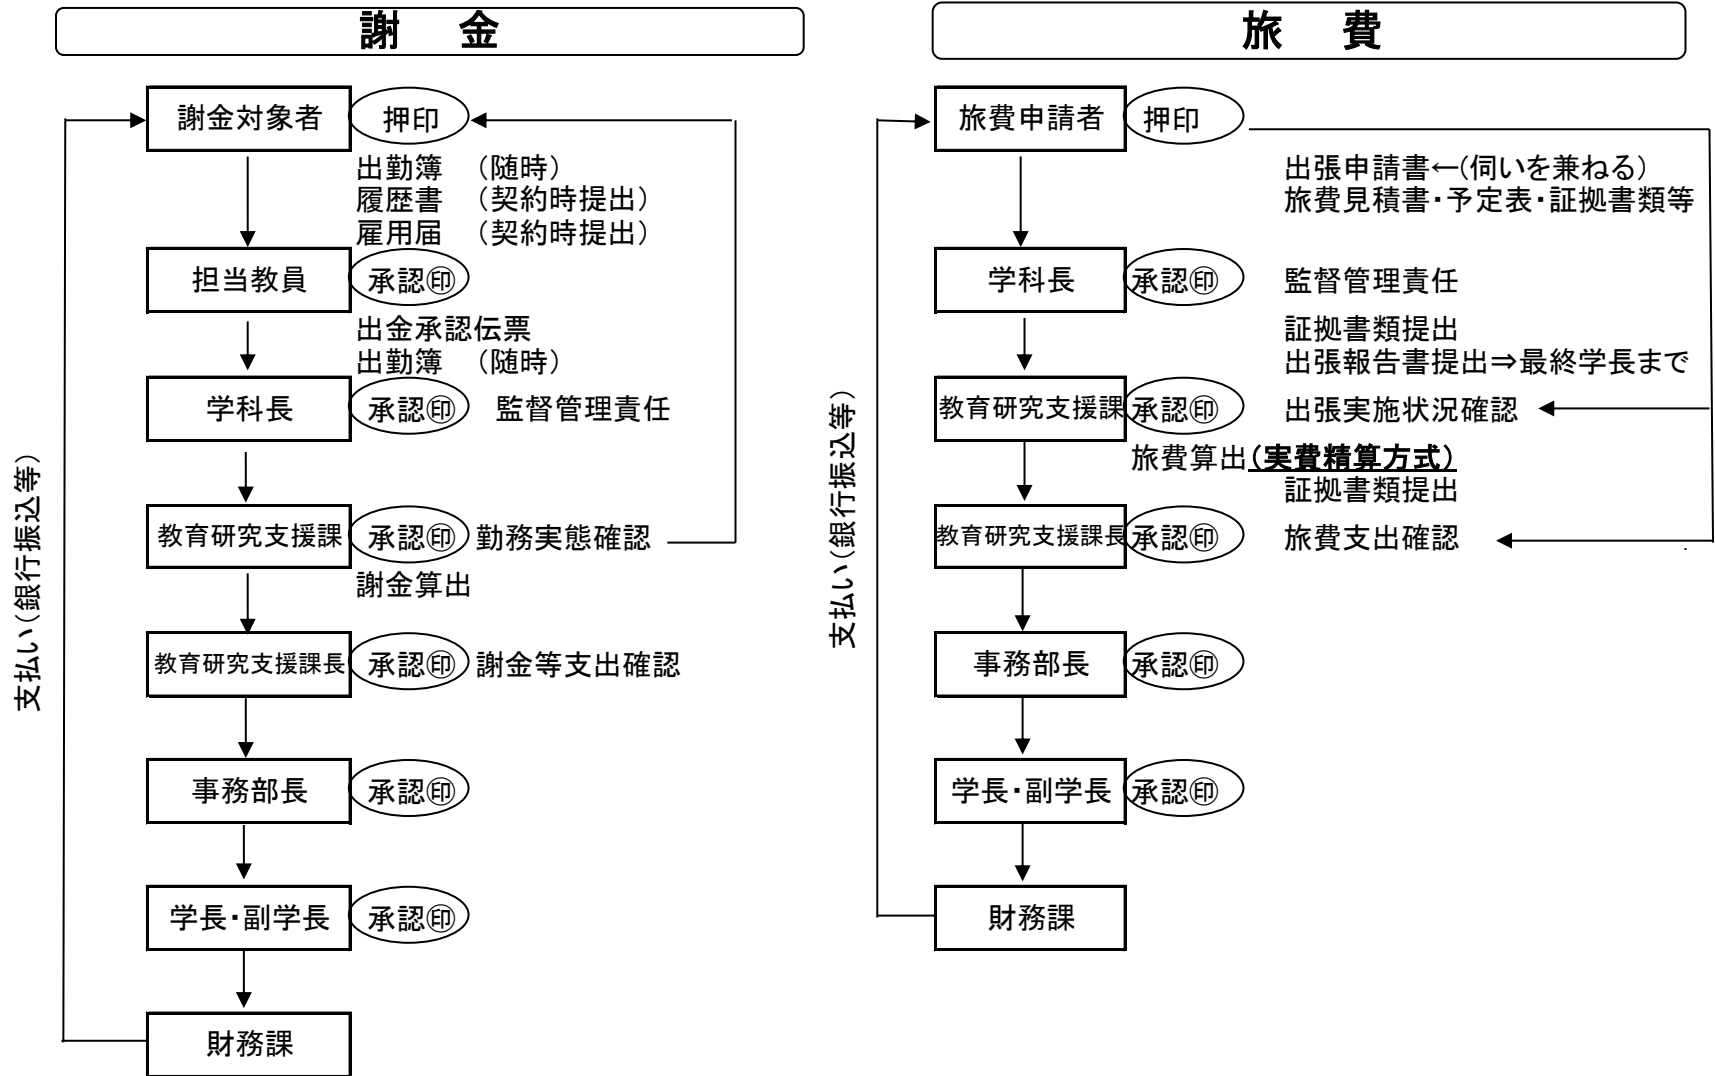 謝 金
謝金対象者 押印
出勤簿 (随時)
履歴書 (契約時提出)
雇用届 (契約時提出)
担当教員 承認㊞
出金承認伝票
出勤簿 (随時)
学科長 承認㊞ 監督管理責任
教育研究支援課 承認㊞ 勤務実態確認
謝金算出
教育研究支援課長 承認㊞ 謝金等支出確認
事務部長 承認㊞
学長・副学長 承認㊞
財務課
支払い(銀行振込等)
旅 費
旅費申請者 押印
出張申請書←(伺いを兼ねる)
旅費見積書・予定表・証拠書類等
学科長 承認㊞ 監督管理責任
証拠書類提出
出張報告書提出⇒最終学長まで
教育研究支援課 承認㊞ 出張実施状況確認
旅費算出(実費精算方式)
証拠書類提出
教育研究支援課長 承認㊞ 旅費支出確認
事務部長 承認㊞
学長・副学長 承認㊞
財務課
支払い(銀行振込等)